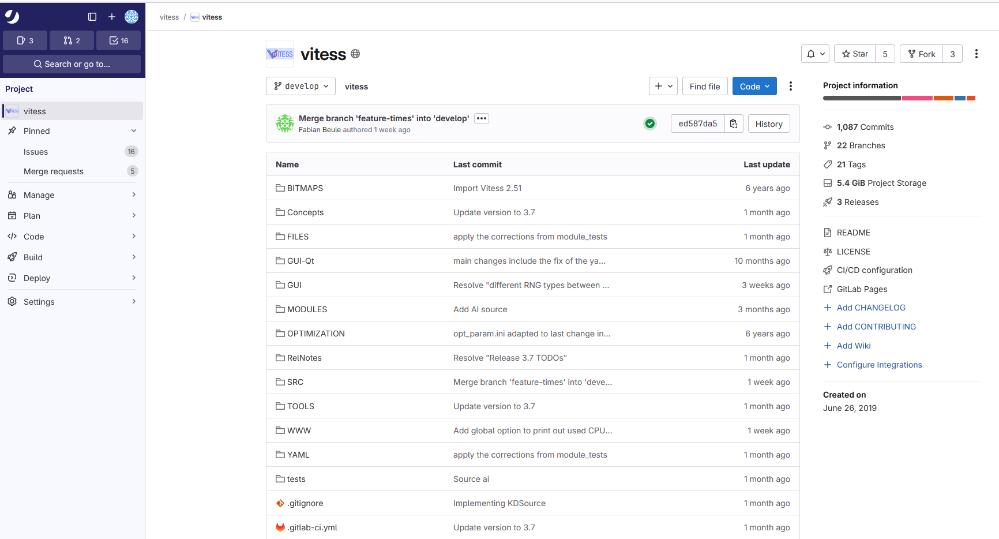 3
2
16
Search or go to...
Project
vitess
Pinned
Issues 16
Merge requests 5
Manage
Plan
Code
Build
Deploy
Settings
vitess / vitess
VITESS
vitess
Star 5
Fork 3
develop
vitess
Find file
Code
Merge branch 'feature-times' into 'develop'
Fabian Beule authored 1 week ago
ed587da5
History
Name Last commit Last update
BITMAPS Import Vitess 2.51 6 years ago
Concepts Update version to 3.7 1 month ago
FILES apply the corrections from module_tests 1 month ago
GUI-Qt main changes include the fix of the ya... 10 months ago
GUI Resolve "different RNG types between ... 3 weeks ago
MODULES Add AI source 3 months ago
OPTIMIZATION opt_param.ini adapted to last change in... 6 years ago
RelNotes Resolve "Release 3.7 TODOs" 1 month ago
SRC Merge branch 'feature-times' into 'deve... 1 week ago
TOOLS Update version to 3.7 1 month ago
WWW Add global option to print out used CPU... 1 week ago
YAML apply the corrections from module_tests 1 month ago
tests Source ai 1 month ago
.gitignore Implementing KDSource 1 month ago
.gitlab-ci.yml Update version to 3.7 1 month ago
Project information
1,087 Commits
22 Branches
21 Tags
5.4 GiB Project Storage
3 Releases
README
LICENSE
CI/CD configuration
GitLab Pages
Add CHANGELOG
Add CONTRIBUTING
Add Wiki
Configure Integrations
Created on
June 26, 2019